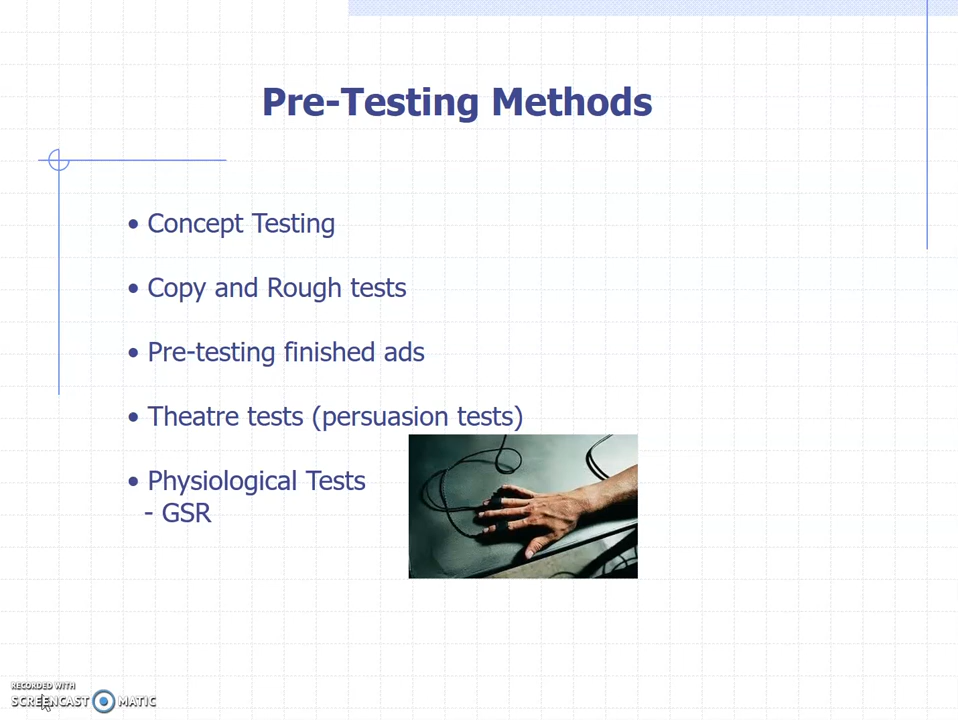 Pre-Testing Methods
• Concept Testing
• Copy and Rough tests
• Pre-testing finished ads
• Theatre tests (persuasion tests)
• Physiological Tests
- GSR
RECORDED WITH
SCREENCAST MATIC